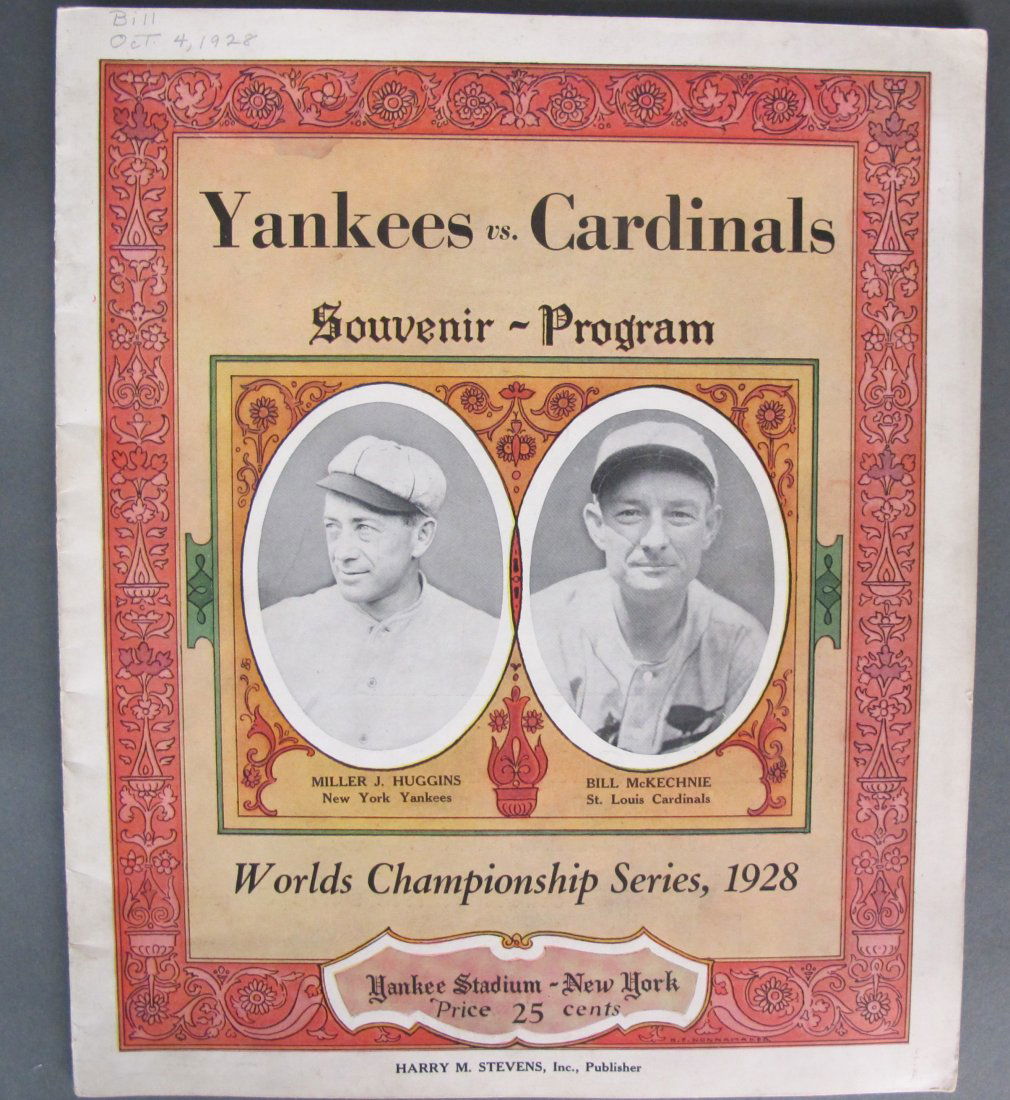 Bill
Oct. 4, 1928
Yankees vs. Cardinals
Souvenir ~ Program
MILLER J. HUGGINS
New York Yankees
BILL McKECHNIE
St. Louis Cardinals
Worlds Championship Series, 1928
Yankee Stadium - New York
Price 25 cents
R.F. NUNNAMAKER
HARRY M. STEVENS, Inc., Publisher